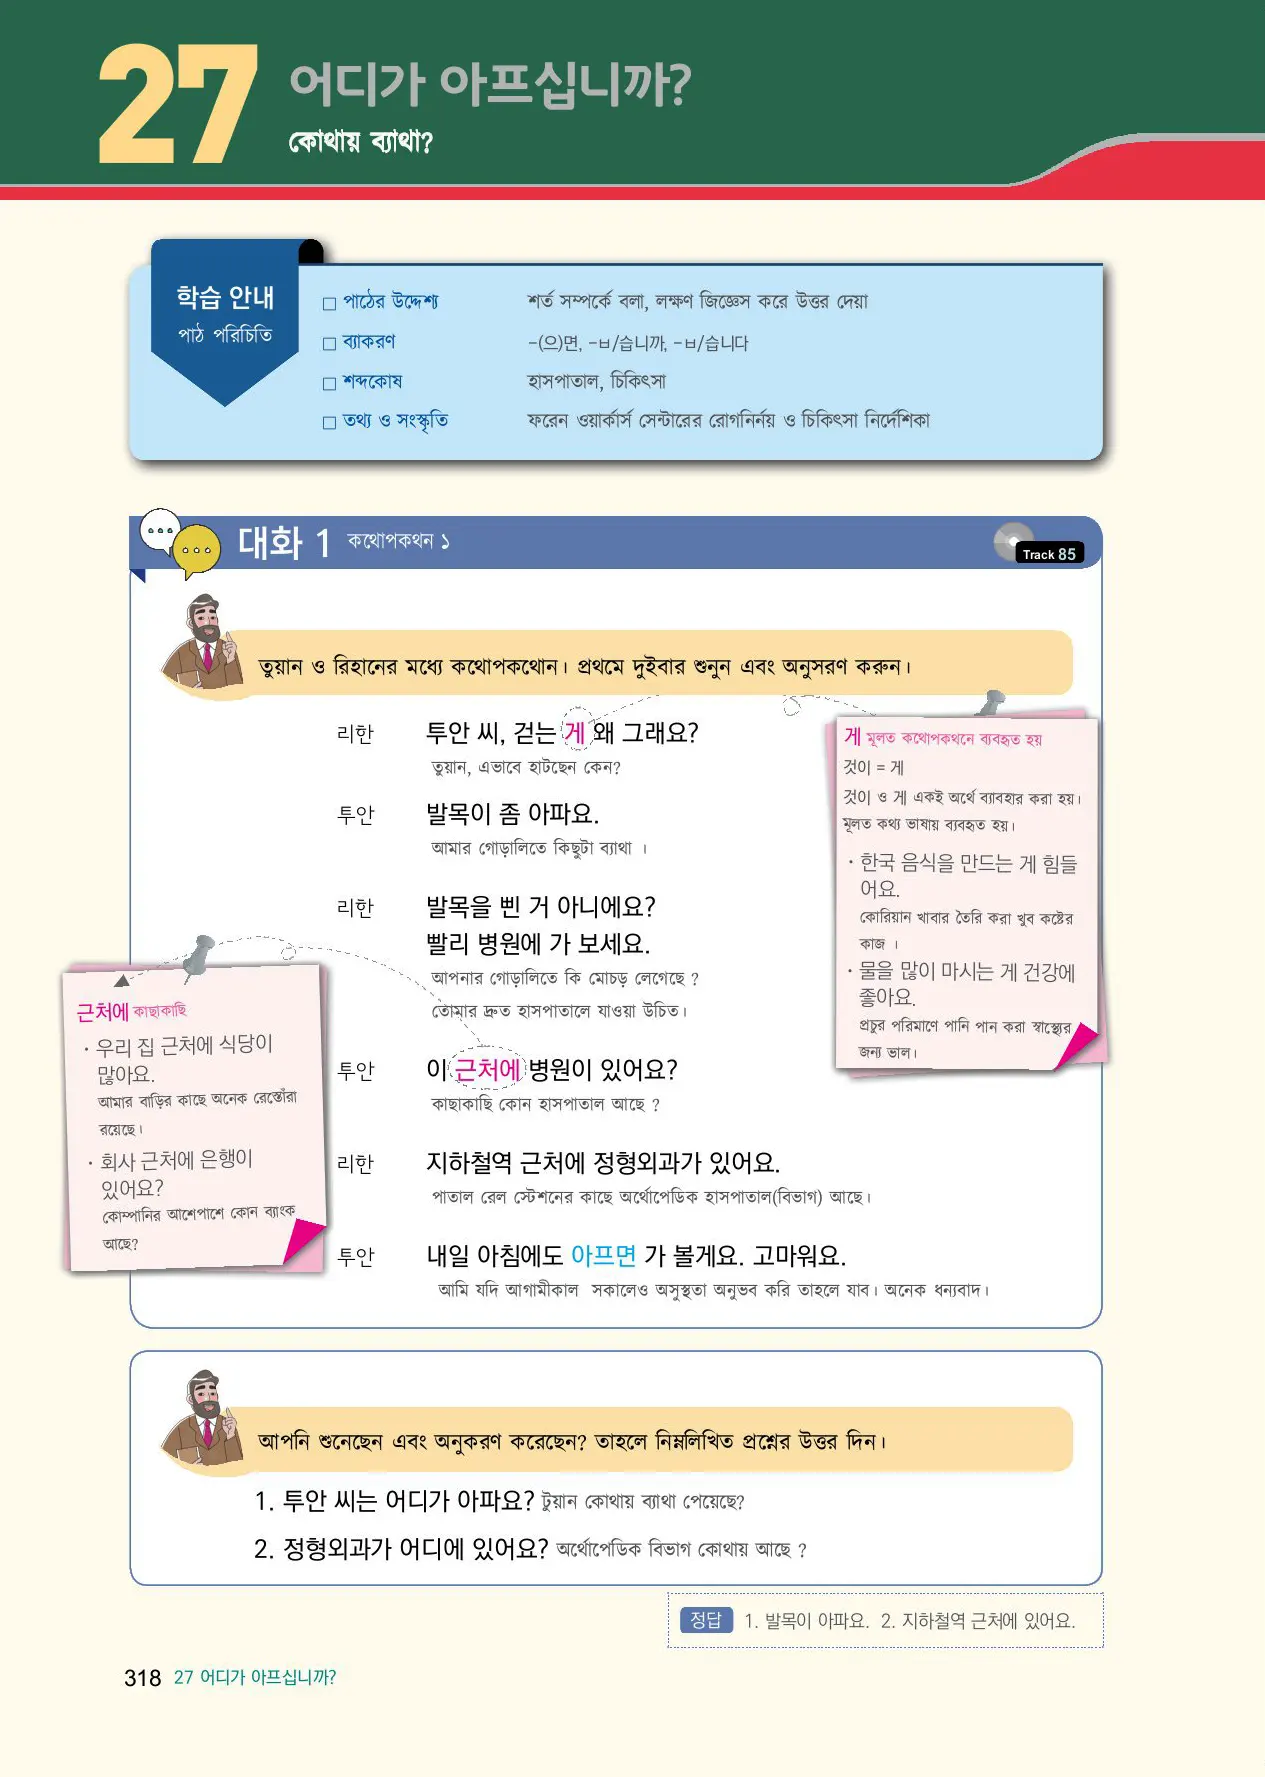 27
어디가 아프십니까?
কোথায় ব্যাথা?
학습 안내
পাঠ পরিচিতি
□ পাঠের উদ্দেশ্য শর্ত সম্পর্কে বলা, লক্ষণ জিজ্ঞেস করে উত্তর দেয়া
□ ব্যাকরণ -(으)면, -ㅂ/습니까, -ㅂ/습니다
□ শব্দকোষ হাসপাতাল, চিকিৎসা
□ তথ্য ও সংস্কৃতি ফরেন ওয়ার্কার্স সেন্টারের রোগনির্নয় ও চিকিৎসা নির্দেশিকা
대화 1 কথোপকথন ১
Track 85
তুয়ান ও রিহানের মধ্যে কথোপকথোন। প্রথমে দুইবার শুনুন এবং অনুসরণ করুন।
리한 투안 씨, 걷는 게 왜 그래요?
তুয়ান, এভাবে হাটছেন কেন?
투안 발목이 좀 아파요.
আমার গোড়ালিতে কিছুটা ব্যাথা ।
리한 발목을 삔 거 아니에요?
빨리 병원에 가 보세요.
আপনার গোড়ালিতে কি মোচড় লেগেছে ?
তোমার দ্রুত হাসপাতালে যাওয়া উচিত।
투안 이 근처에 병원이 있어요?
কাছাকাছি কোন হাসপাতাল আছে ?
리한 지하철역 근처에 정형외과가 있어요.
পাতাল রেল স্টেশনের কাছে অর্থোপেডিক হাসপাতাল(বিভাগ) আছে।
투안 내일 아침에도 아프면 가 볼게요. 고마워요.
আমি যদি আগামীকাল সকালেও অসুস্থতা অনুভব করি তাহলে যাব। অনেক ধন্যবাদ।
게 মূলত কথোপকথনে ব্যবহৃত হয়
것이 = 게
것이 ও 게 একই অর্থে ব্যাবহার করা হয়।
মূলত কথ্য ভাষায় ব্যবহৃত হয়।
· 한국 음식을 만드는 게 힘들
어요.
কোরিয়ান খাবার তৈরি করা খুব কষ্টের
কাজ ।
· 물을 많이 마시는 게 건강에
좋아요.
প্রচুর পরিমাণে পানি পান করা স্বাস্থ্যের
জন্য ভাল।
근처에 কাছাকাছি
· 우리 집 근처에 식당이
많아요.
আমার বাড়ির কাছে অনেক রেস্তোঁরা
রয়েছে।
· 회사 근처에 은행이
있어요?
কোম্পানির আশেপাশে কোন ব্যাংক
আছে?
আপনি শুনেছেন এবং অনুকরণ করেছেন? তাহলে নিম্নলিখিত প্রশ্নের উত্তর দিন।
1. 투안 씨는 어디가 아파요? টুয়ান কোথায় ব্যাথা পেয়েছে?
2. 정형외과가 어디에 있어요? অর্থোপেডিক বিভাগ কোথায় আছে ?
정답 1. 발목이 아파요. 2. 지하철역 근처에 있어요.
318 27 어디가 아프십니까?